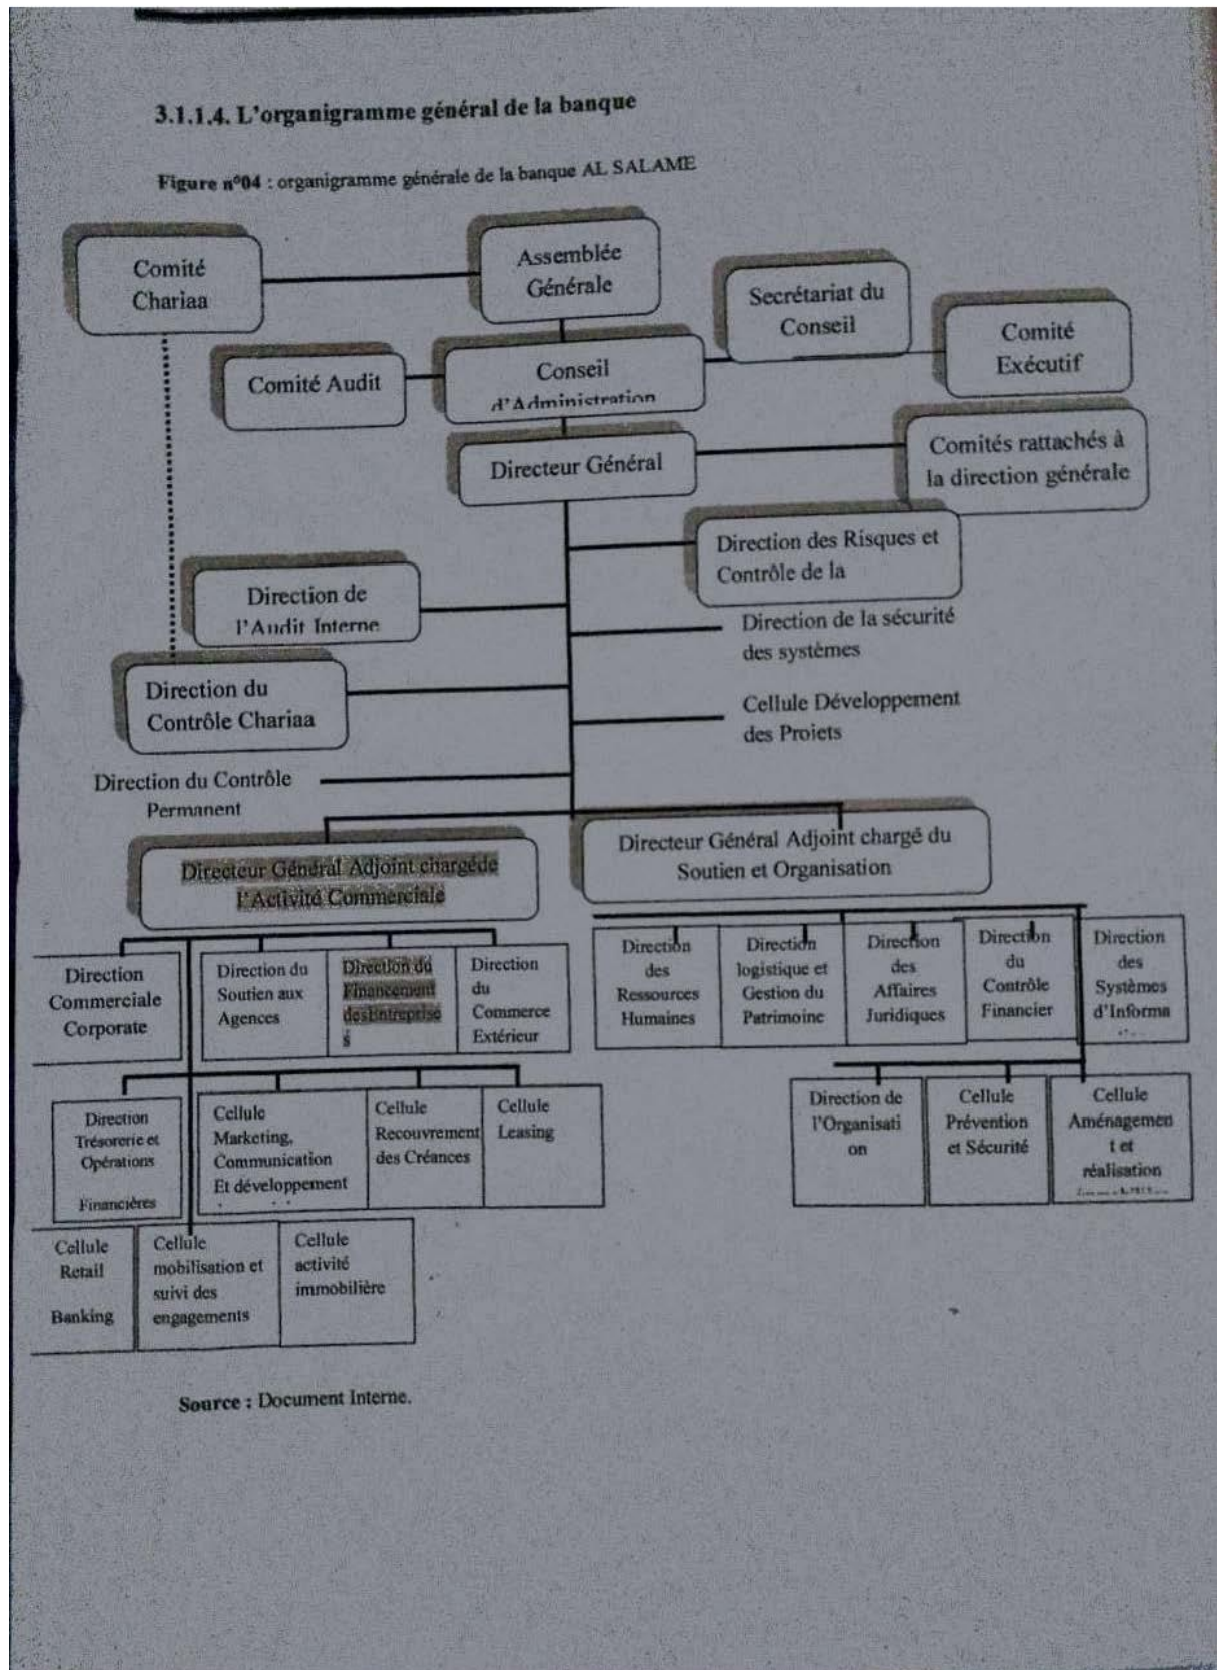 3.1.1.4. L'organigramme général de la banque
Figure n°04 : organigramme générale de la banque AL SALAME
Comité
Chariaa
Assemblée
Générale
Secrétariat du
Conseil
Comité
Exécutif
Comité Audit
Conseil
d'Administration
Directeur Général
Comités rattachés à
la direction générale
Direction des Risques et
Contrôle de la
Direction de
l'Audit Interne
Direction de la sécurité
des systèmes
Direction du
Contrôle Chariaa
Cellule Développement
des Projets
Direction du Contrôle
Permanent
Directeur Général Adjoint chargéde
l'Activité Commerciale
Directeur Général Adjoint chargé du
Soutien et Organisation
Direction
Commerciale
Corporate
Direction du
Soutien aux
Agences
Direction du
Financement
desEntreprise
s
Direction
du
Commerce
Extérieur
Direction
des
Ressources
Humaines
Direction
logistique et
Gestion du
Patrimoine
Direction
des
Affaires
Juridiques
Direction
du
Contrôle
Financier
Direction
des
Systèmes
d'Informa
Direction
Trésorerie et
Opérations
Financières
Cellule
Marketing,
Communication
Et développement
Cellule
Recouvrement
des Créances
Cellule
Leasing
Direction de
l'Organisati
on
Cellule
Prévention
et Sécurité
Cellule
Aménagemen
t et
réalisation
Cellule
Retail
Banking
Cellule
mobilisation et
suivi des
engagements
Cellule
activité
immobilière
Source : Document Interne.